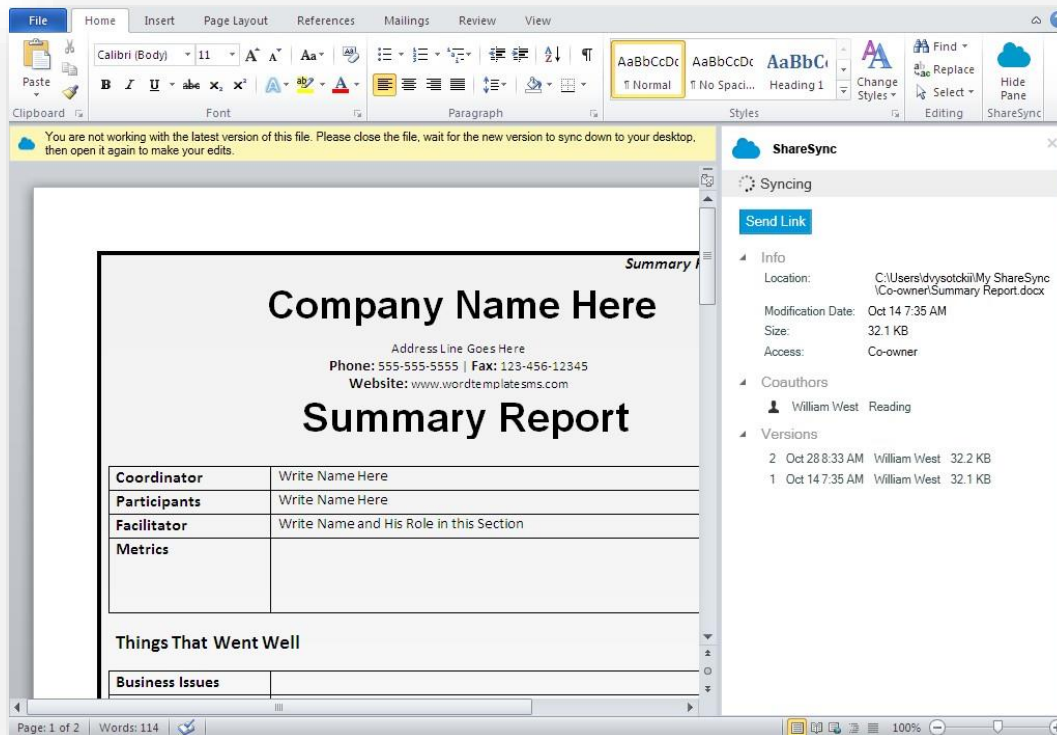 File Home Insert Page Layout References Mailings Review View
Calibri (Body) 11 A A Aa
Paste
B I U abc x₂ x² A ab A
AaBbCcDc AaBbCcDc AaBbC
¶ Normal ¶ No Spaci... Heading 1
Change Styles
Find
Replace
Select
Hide Pane
Clipboard Font Paragraph Styles Editing ShareSync
You are not working with the latest version of this file. Please close the file, wait for the new version to sync down to your desktop,
then open it again to make your edits.
Summary
Company Name Here
Address Line Goes Here
Phone: 555-555-5555 | Fax: 123-456-12345
Website: www.wordtemplatesms.com
Summary Report
Coordinator Write Name Here
Participants Write Name Here
Facilitator Write Name and His Role in this Section
Metrics
Things That Went Well
Business Issues
ShareSync
Syncing
Send Link
Info
Location: C:\Users\dvysotckii\My ShareSync
\Co-owner\Summary Report.docx
Modification Date: Oct 14 7:35 AM
Size: 32.1 KB
Access: Co-owner
Coauthors
William West Reading
Versions
2 Oct 28 8:33 AM William West 32.2 KB
1 Oct 14 7:35 AM William West 32.1 KB
Page: 1 of 2 Words: 114 100%